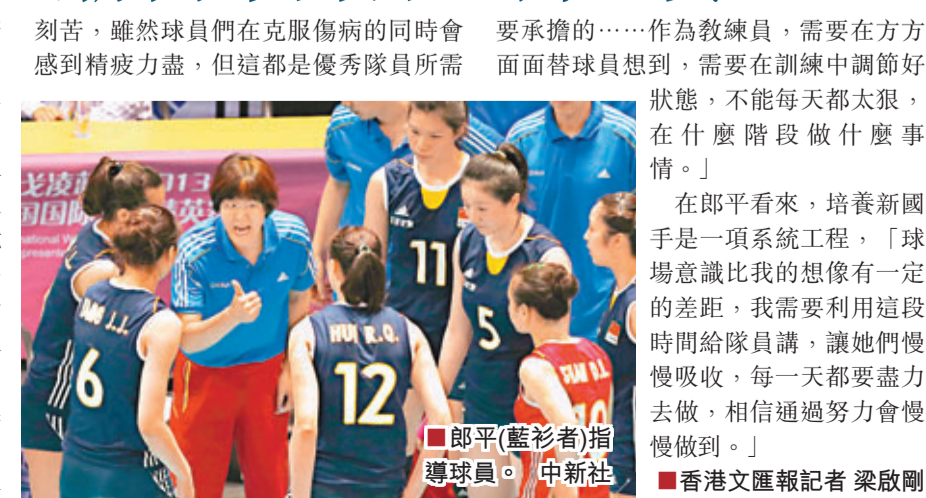 刻苦，雖然球員們在克服傷病的同時會
感到精疲力盡，但這都是優秀隊員所需
要承擔的……作為教練員，需要在方方
面面替球員想到，需要在訓練中調節好
狀態，不能每天都太狠，
在什麼階段做什麼事
情。」
在郎平看來，培養新國
手是一項系統工程，「球
場意識比我的想像有一定
的差距，我需要利用這段
時間給隊員講，讓她們慢
慢吸收，每一天都要盡力
去做，相信通過努力會慢
慢做到。」
■香港文匯報記者 梁啟剛
2013
国国际
11
5
6
HUI R.Q.
12
■郎平(藍衫者)指
導球員。 中新社